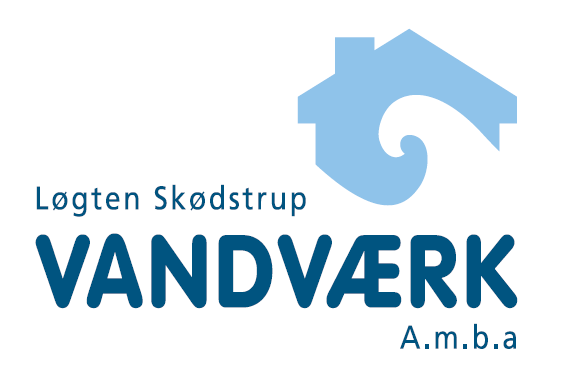 Løgten Skødstrup
VANDVÆRK
A.m.b.a